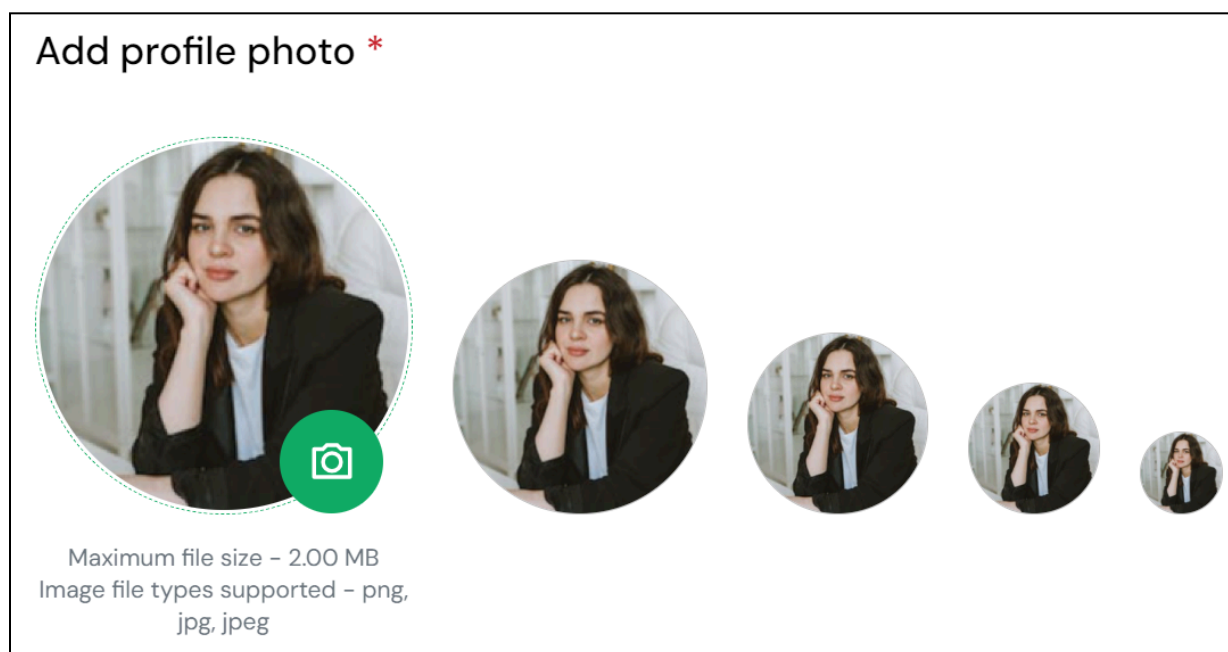 Add profile photo *
Maximum file size - 2.00 MB
Image file types supported - png,
jpg, jpeg